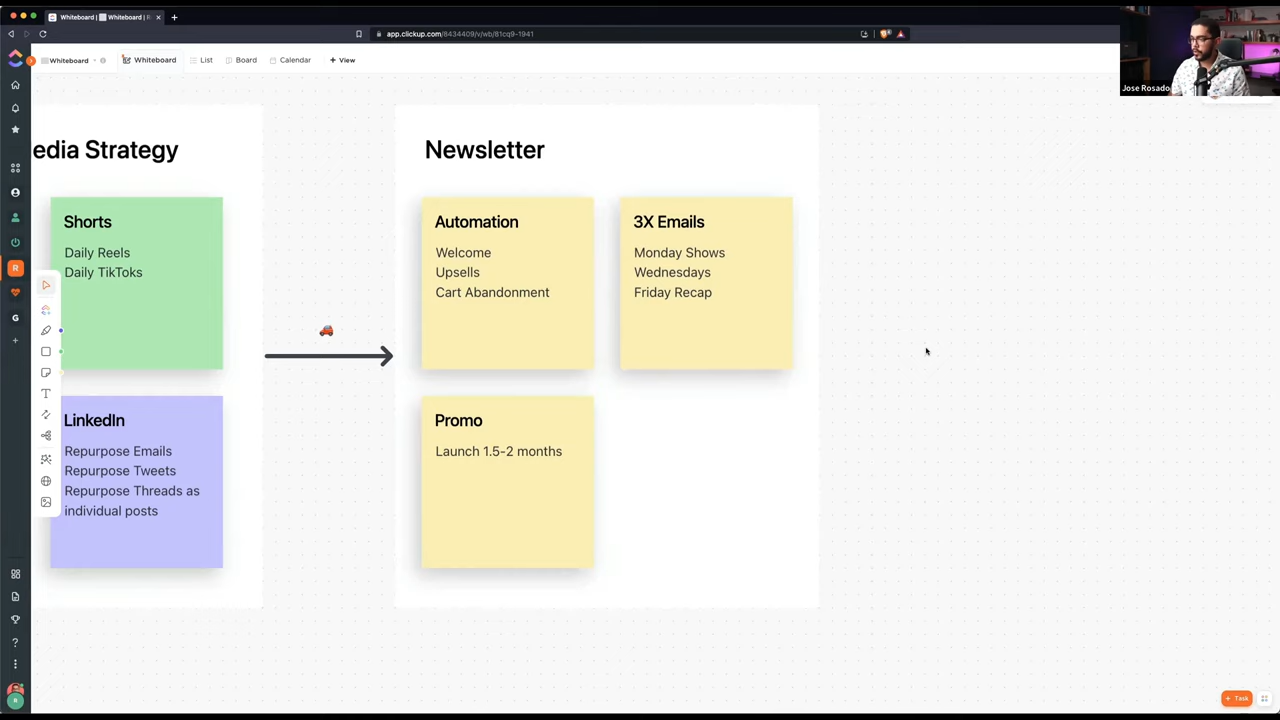 Whiteboard | Whiteboard | R
app.clickup.com/8434409/v/wb/81cq9-1941
Jose Rosado
Whiteboard
Whiteboard
List
Board
Calendar
+ View
edia Strategy
Shorts
Daily Reels
Daily TikToks
LinkedIn
Repurpose Emails
Repurpose Tweets
Repurpose Threads as
individual posts
Newsletter
Automation
Welcome
Upsells
Cart Abandonment
3X Emails
Monday Shows
Wednesdays
Friday Recap
Promo
Launch 1.5-2 months
R
G
T
R
+ Task